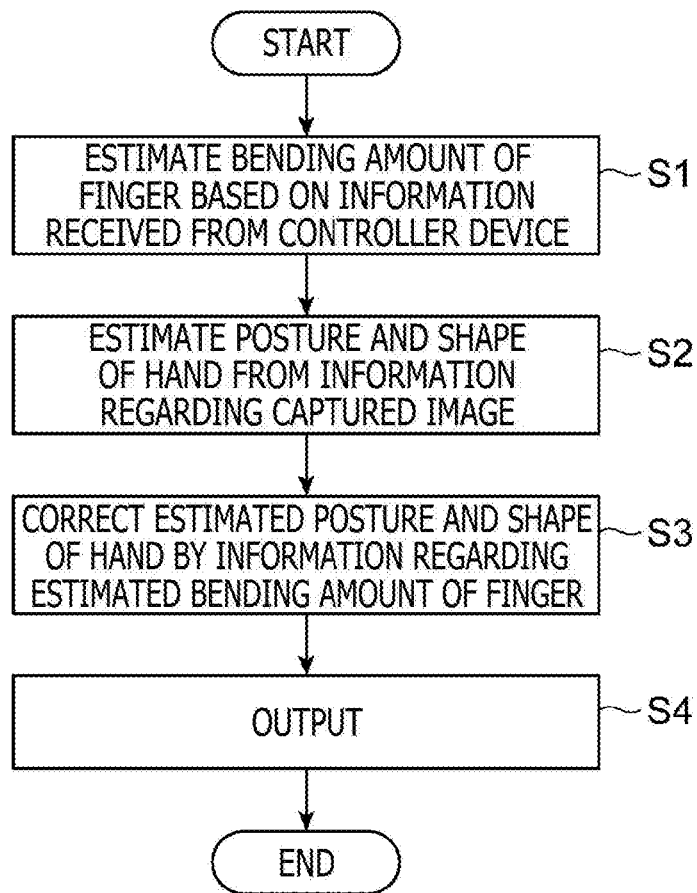 START
ESTIMATE BENDING AMOUNT OF
FINGER BASED ON INFORMATION
RECEIVED FROM CONTROLLER DEVICE
S1
ESTIMATE POSTURE AND SHAPE
OF HAND FROM INFORMATION
REGARDING CAPTURED IMAGE
S2
CORRECT ESTIMATED POSTURE AND SHAPE
OF HAND BY INFORMATION REGARDING
ESTIMATED BENDING AMOUNT OF FINGER
S3
OUTPUT
S4
END